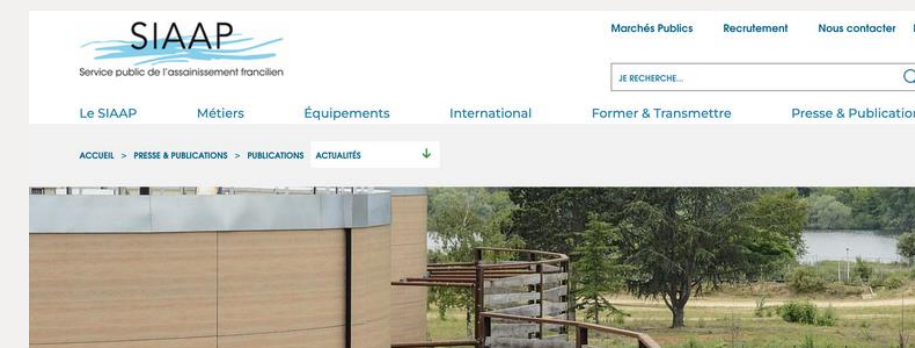 SIAAP
Service public de l'assainissement francilien
Marchés Publics Recrutement Nous contacter
JE RECHERCHE...
Le SIAAP Métiers Équipements International Former & Transmettre Presse & Publication
ACCUEIL > PRESSE & PUBLICATIONS > PUBLICATIONS ACTUALITÉS